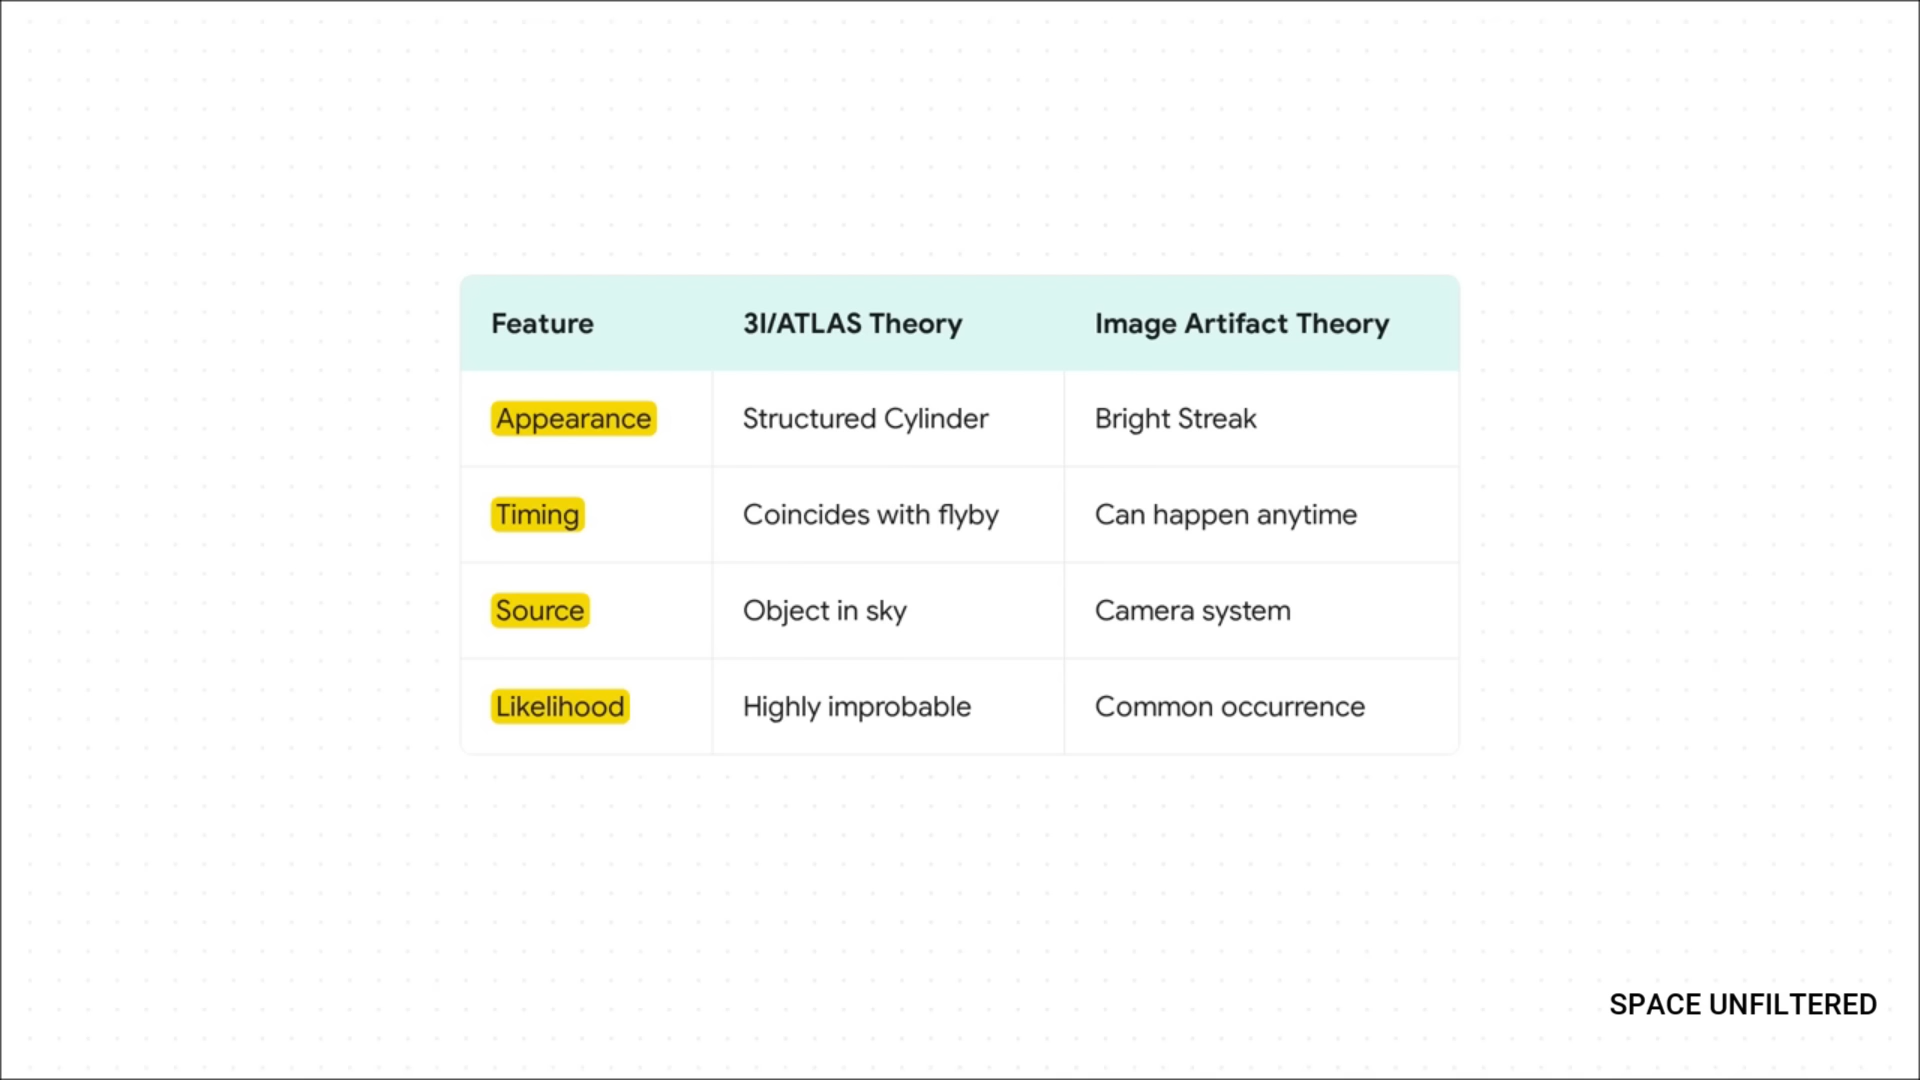 Feature 3I/ATLAS Theory Image Artifact Theory
Appearance Structured Cylinder Bright Streak
Timing Coincides with flyby Can happen anytime
Source Object in sky Camera system
Likelihood Highly improbable Common occurrence
SPACE UNFILTERED